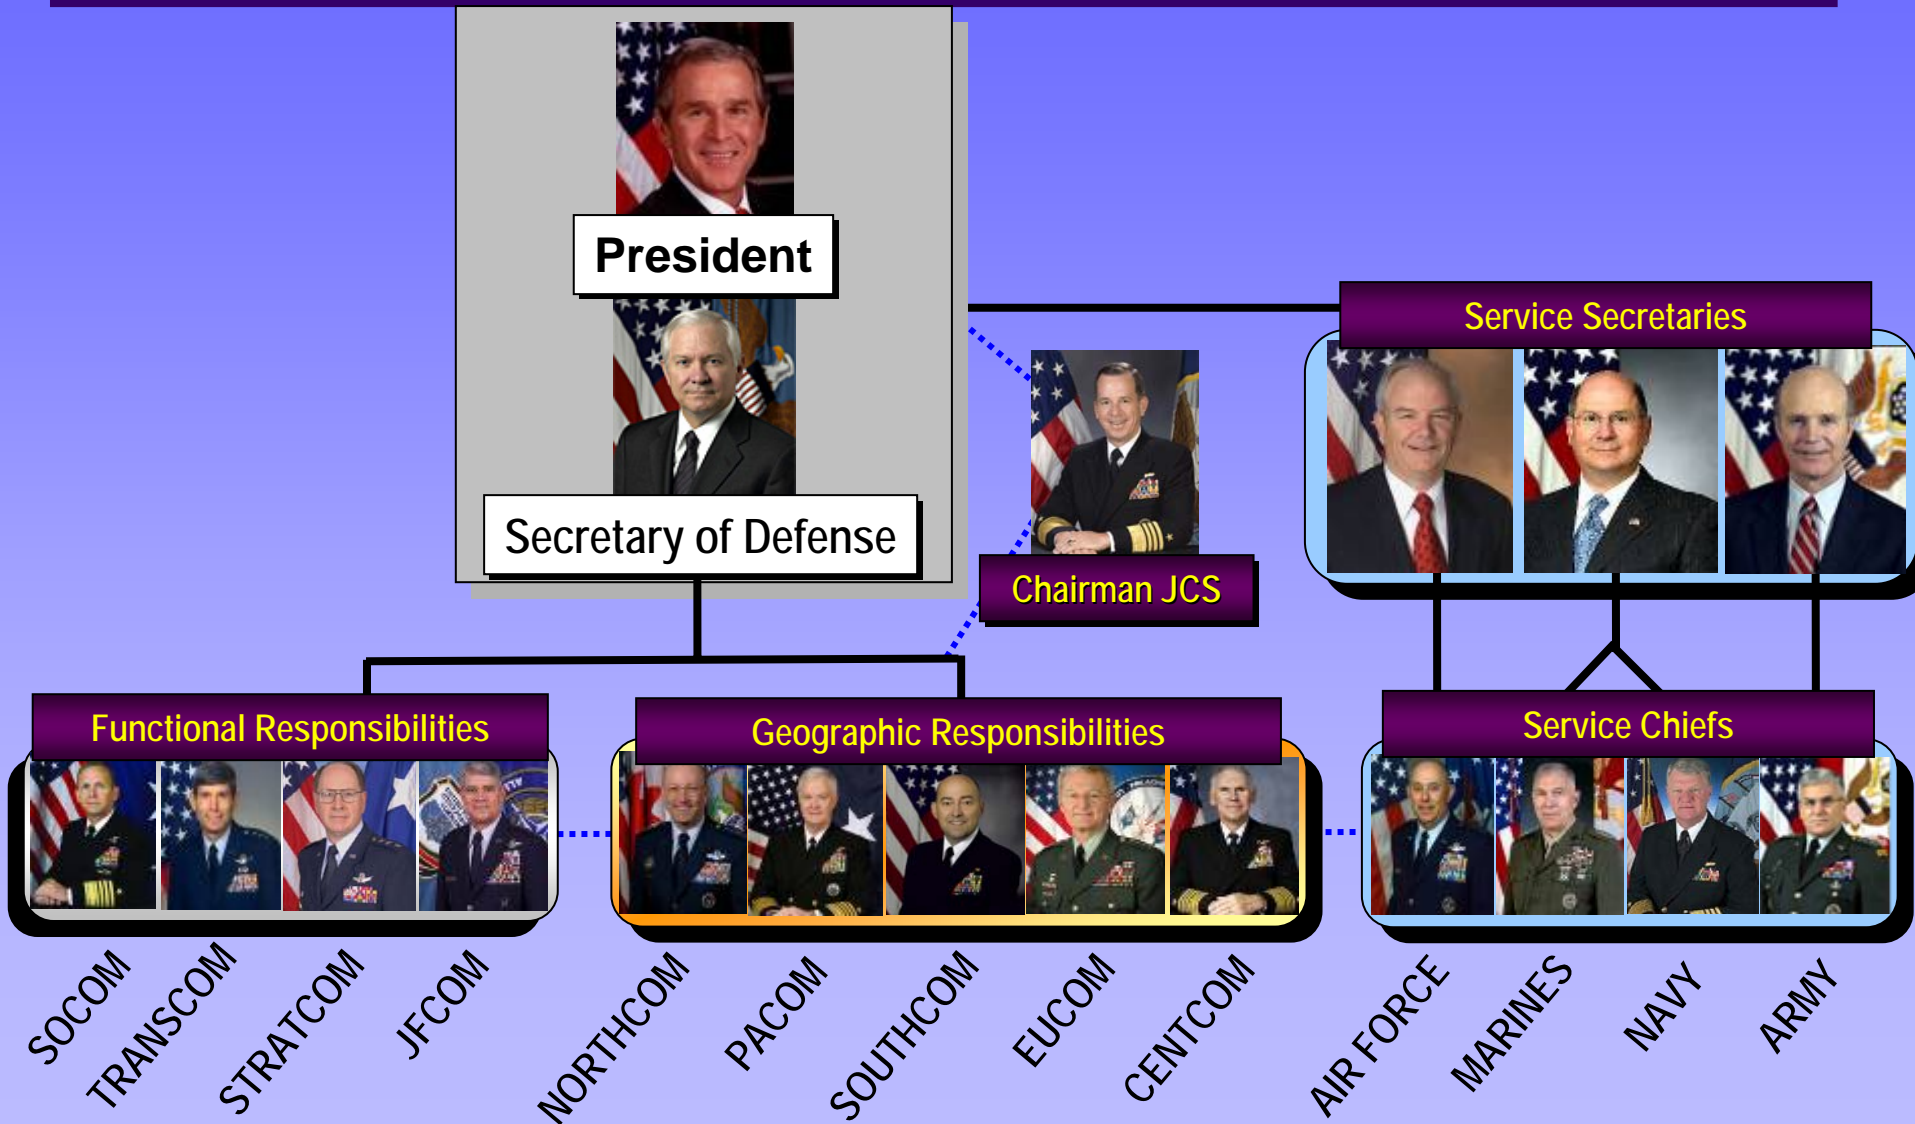 President
Secretary of Defense
Service Secretaries
Chairman JCS
Functional Responsibilities
Geographic Responsibilities
Service Chiefs
SOCOM
TRANSCOM
STRATCOM
JFCOM
NORTHCOM
PACOM
SOUTHCOM
EUCOM
CENTCOM
AIR FORCE
MARINES
NAVY
ARMY